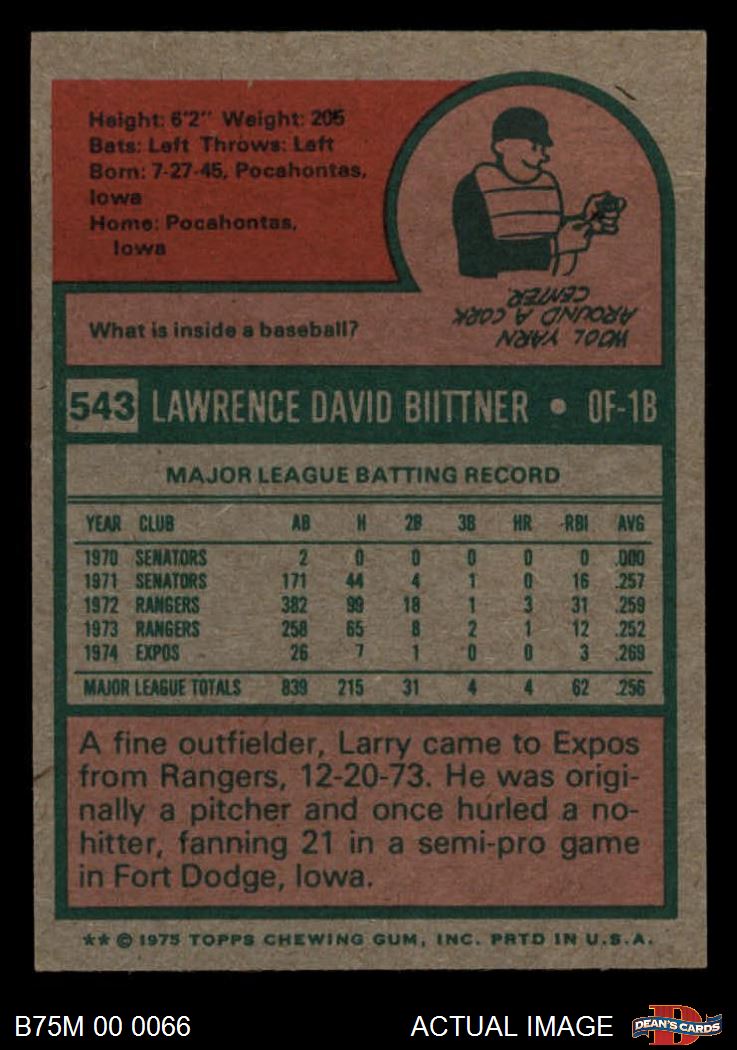 Height: 6'2" Weight: 205
Bats: Left Throws: Left
Born: 7-27-45, Pocahontas,
Iowa
Home: Pocahontas,
Iowa
What is inside a baseball?
WOOL YARN
AROUND A CORK
CENTER
543 LAWRENCE DAVID BIITTNER • OF-1B
MAJOR LEAGUE BATTING RECORD
YEAR CLUB AB H 2B 3B HR RBI AVG
1970 SENATORS 2 0 0 0 0 0 .000
1971 SENATORS 171 44 4 1 0 16 .257
1972 RANGERS 382 99 18 1 3 31 .259
1973 RANGERS 258 65 8 2 1 12 .252
1974 EXPOS 26 7 1 0 0 3 .269
MAJOR LEAGUE TOTALS 839 215 31 4 4 62 .256
A fine outfielder, Larry came to Expos
from Rangers, 12-20-73. He was origi-
nally a pitcher and once hurled a no-
hitter, fanning 21 in a semi-pro game
in Fort Dodge, Iowa.
** © 1975 TOPPS CHEWING GUM, INC. PRTD IN U.S.A.
B75M 00 0066 ACTUAL IMAGE
D
DEAN'S CARDS